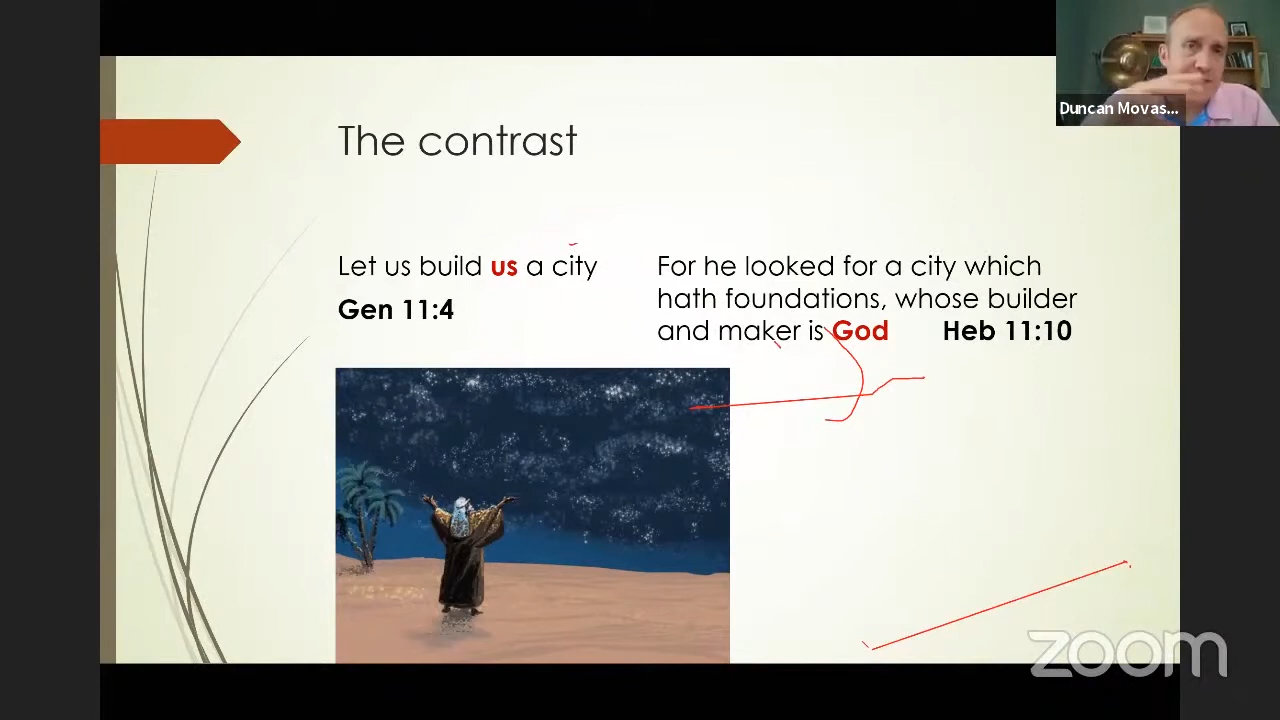 Duncan Movas...
The contrast
Let us build us a city
Gen 11:4
For he looked for a city which
hath foundations, whose builder
and maker is God Heb 11:10
zoom